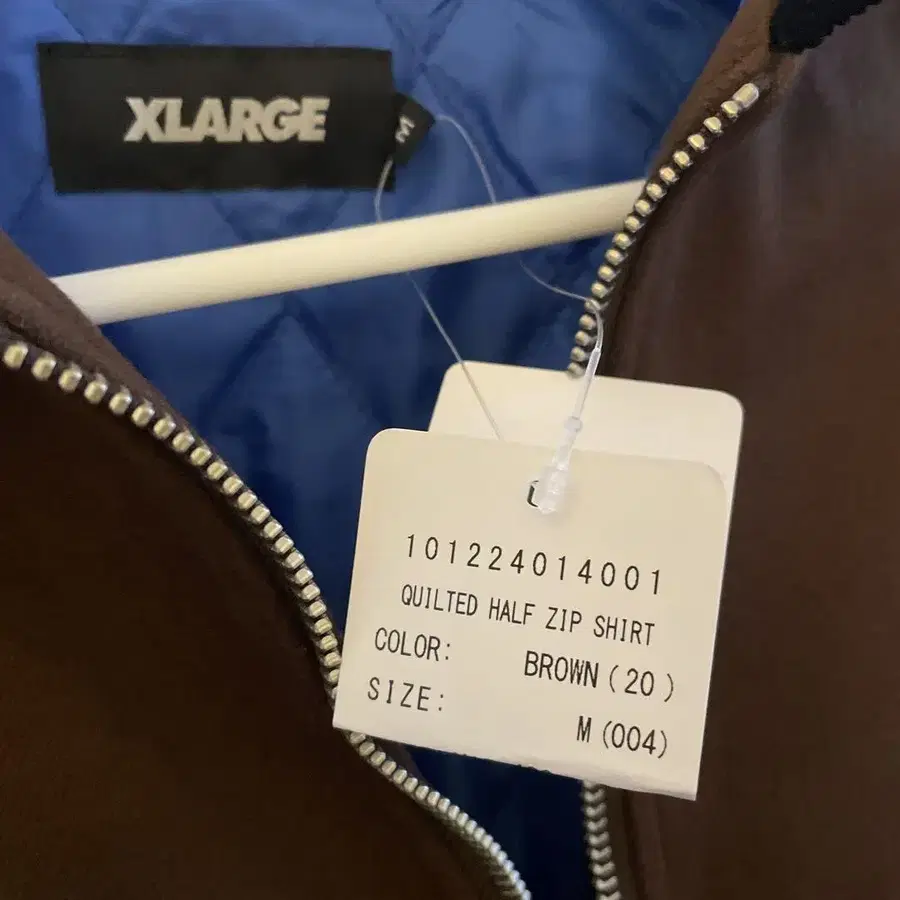 XLARGE
M
101224014001
QUILTED HALF ZIP SHIRT
COLOR: BROWN (20)
SIZE: M (004)